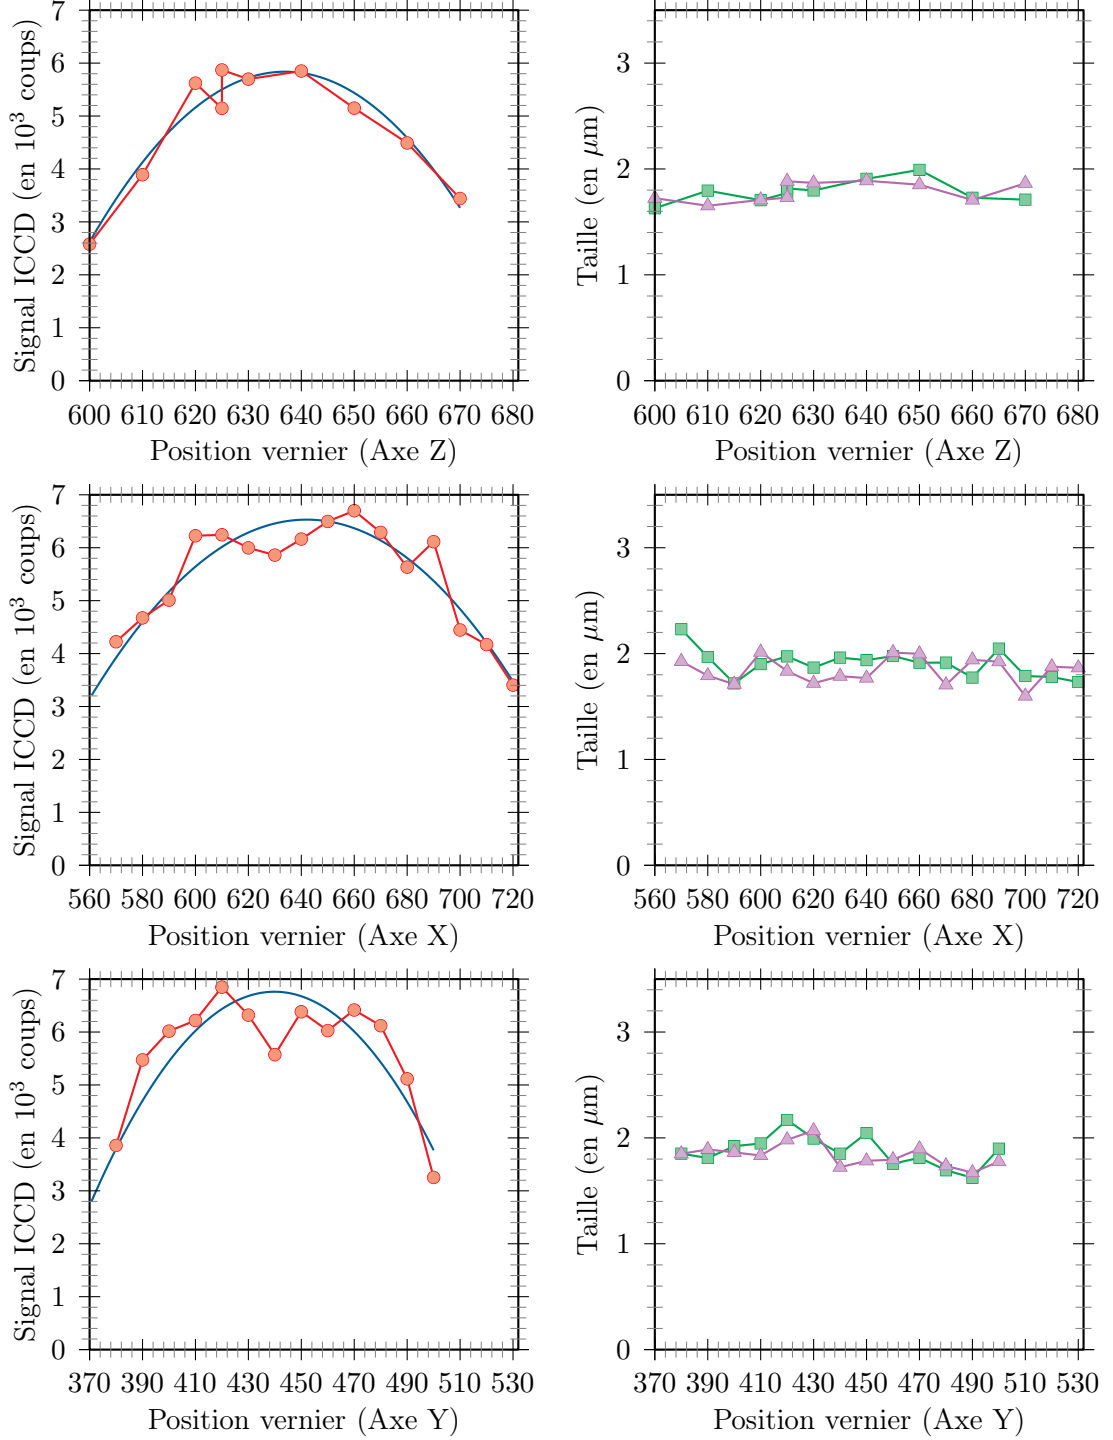 7
6
5
4
3
2
1
0
Signal ICCD (en 10³ coups)
600 610 620 630 640 650 660 670 680
Position vernier (Axe Z)
3
2
1
0
Taille (en μm)
600 610 620 630 640 650 660 670 680
Position vernier (Axe Z)
7
6
5
4
3
2
1
0
Signal ICCD (en 10³ coups)
560 580 600 620 640 660 680 700 720
Position vernier (Axe X)
3
2
1
0
Taille (en μm)
560 580 600 620 640 660 680 700 720
Position vernier (Axe X)
7
6
5
4
3
2
1
0
Signal ICCD (en 10³ coups)
370 390 410 430 450 470 490 510 530
Position vernier (Axe Y)
3
2
1
0
Taille (en μm)
370 390 410 430 450 470 490 510 530
Position vernier (Axe Y)